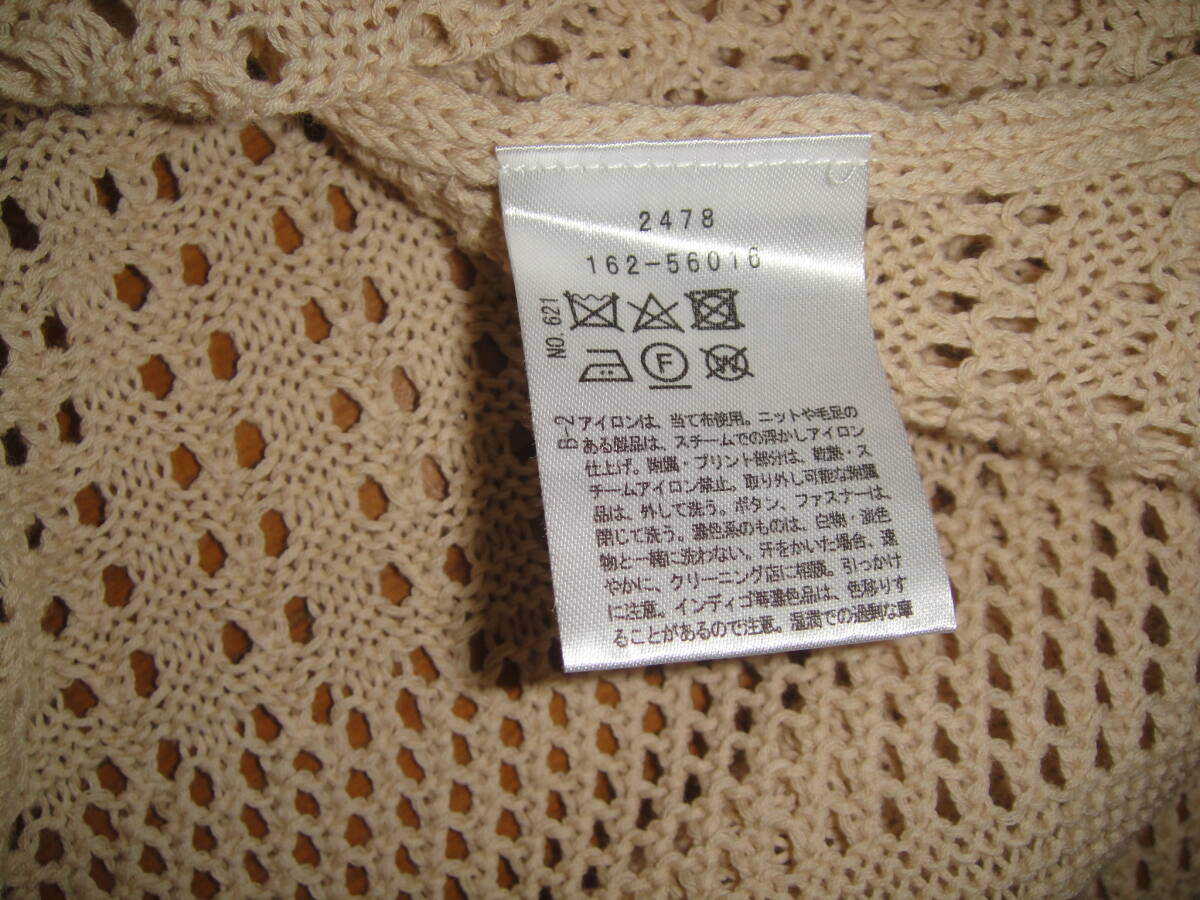 2478
162-56016
NO. 621
F
W
B-2
アイロンは、当て布使用。ニットや毛足の
ある製品は、スチームでの浮かしアイロン
仕上げ。附属・プリント部分は、乾熱・ス
チームアイロン禁止。取り外し可能な附属
品は、外して洗う。ボタン、ファスナーは、
閉じて洗う。濃色系のものは、白物・淡色
物と一緒に洗わない。汗をかいた場合、速
やかに、クリーニング店に相談。引っかけ
に注意。インディゴ等濃色品は、色移りす
ることがあるので注意。湿潤での過剰な摩